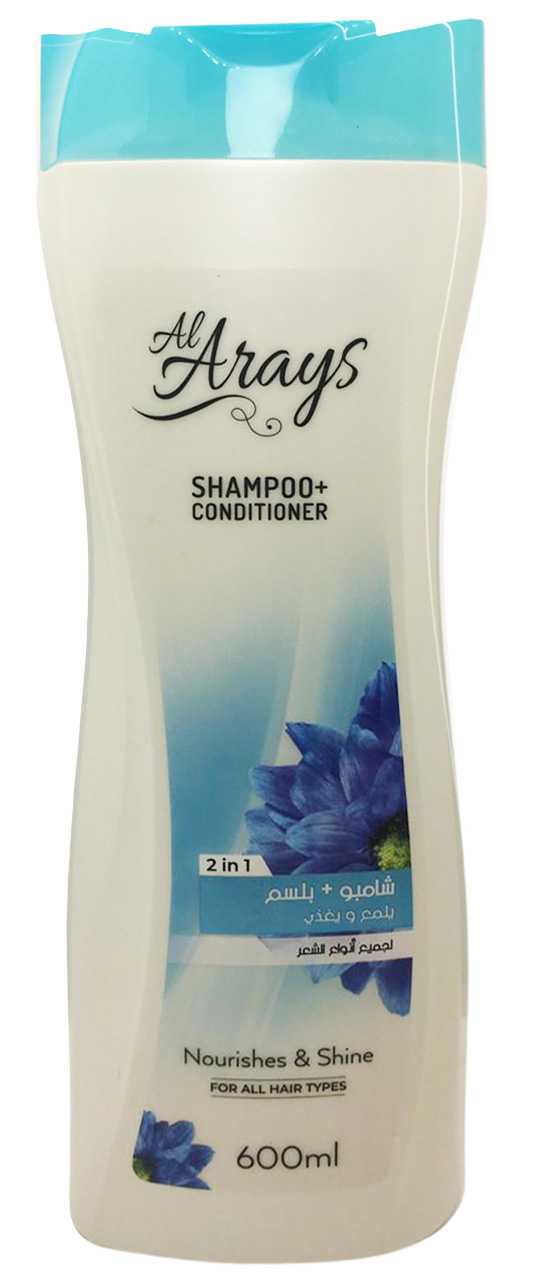 Al
Arays
SHAMPOO+
CONDITIONER
2 in 1
شامبو + بلسم
يلمع و يغذي
لجميع أنواع الشعر
Nourishes & Shine
FOR ALL HAIR TYPES
600ml